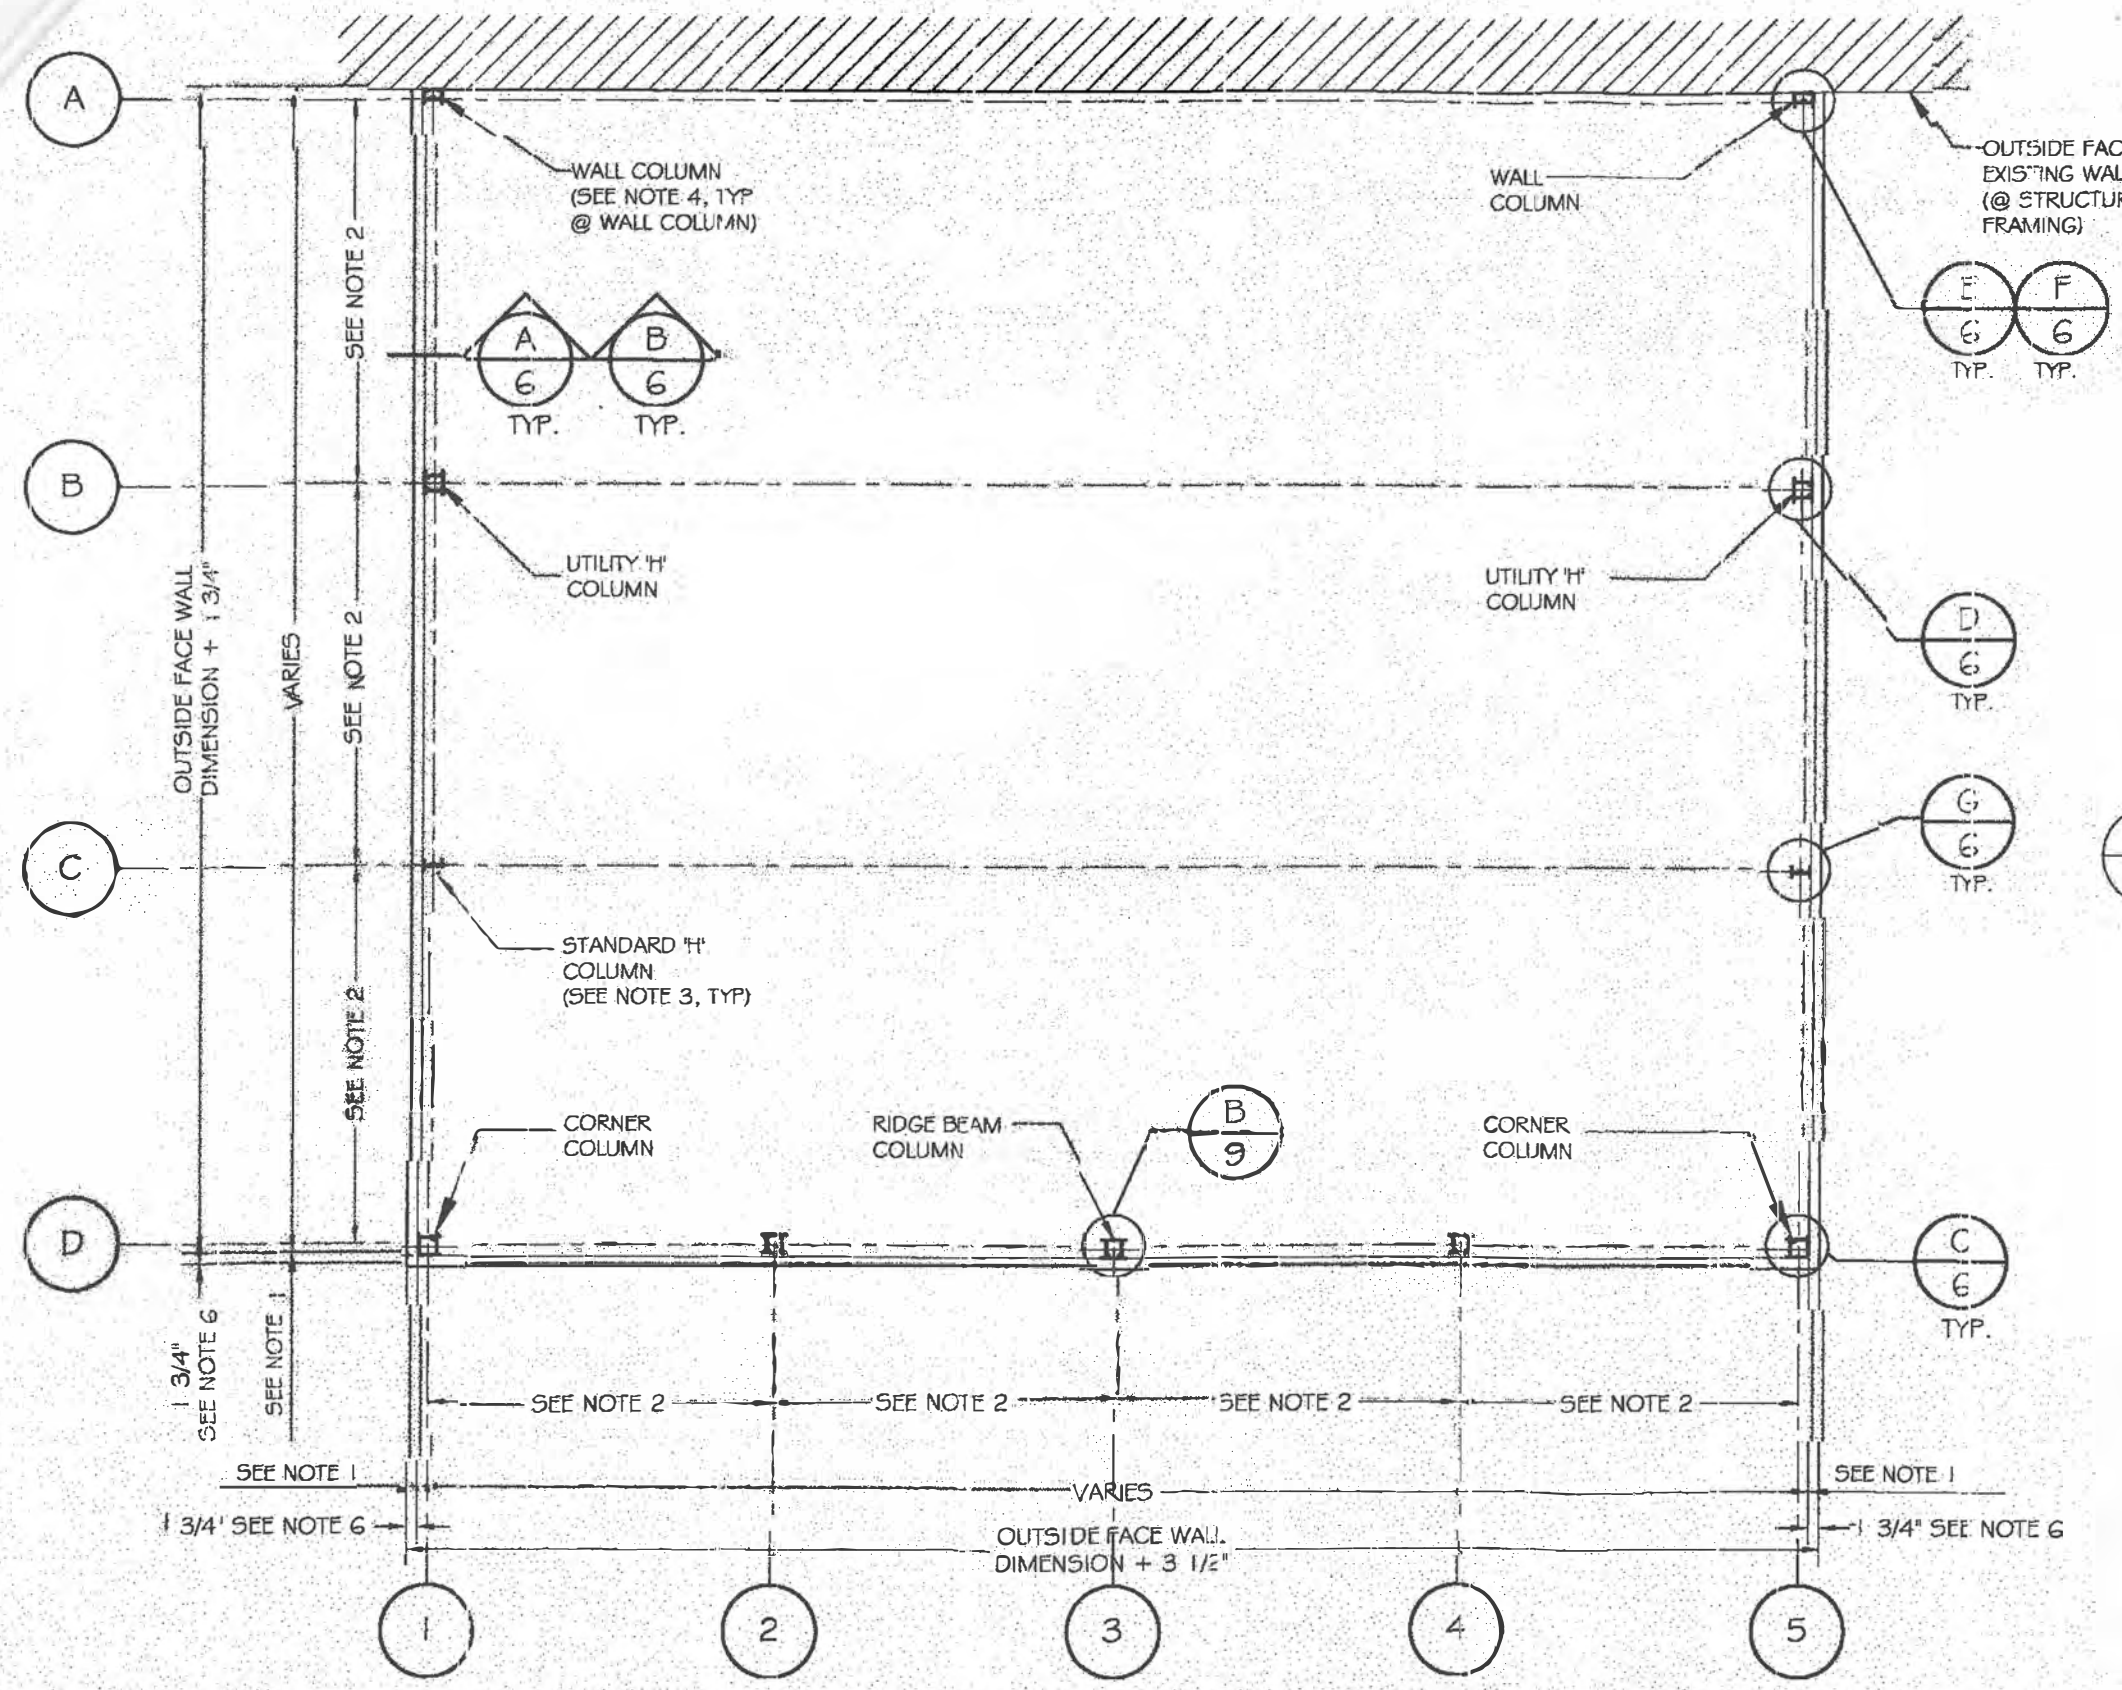 A
WALL COLUMN
(SEE NOTE 4, TYP
@ WALL COLUMN)
WALL
COLUMN
OUTSIDE FAC
EXISTING WAL
(@ STRUCTUR
FRAMING)
SEE NOTE 2
A
6
TYP.
B
6
TYP.
E
6
TYP.
F
6
TYP.
B
UTILITY 'H'
COLUMN
UTILITY 'H'
COLUMN
D
6
TYP.
OUTSIDE FACE WALL
DIMENSION + 1 3/4"
VARIES
SEE NOTE 2
C
G
6
TYP.
STANDARD 'H'
COLUMN
(SEE NOTE 3, TYP)
SEE NOTE 2
CORNER
COLUMN
RIDGE BEAM
COLUMN
B
9
CORNER
COLUMN
D
C
6
TYP.
1 3/4"
SEE NOTE 6
SEE NOTE 1
SEE NOTE 2
SEE NOTE 2
SEE NOTE 2
SEE NOTE 2
SEE NOTE 1
VARIES
SEE NOTE 1
1 3/4" SEE NOTE 6
OUTSIDE FACE WALL
DIMENSION + 3 1/2"
1 3/4" SEE NOTE 6
1
2
3
4
5